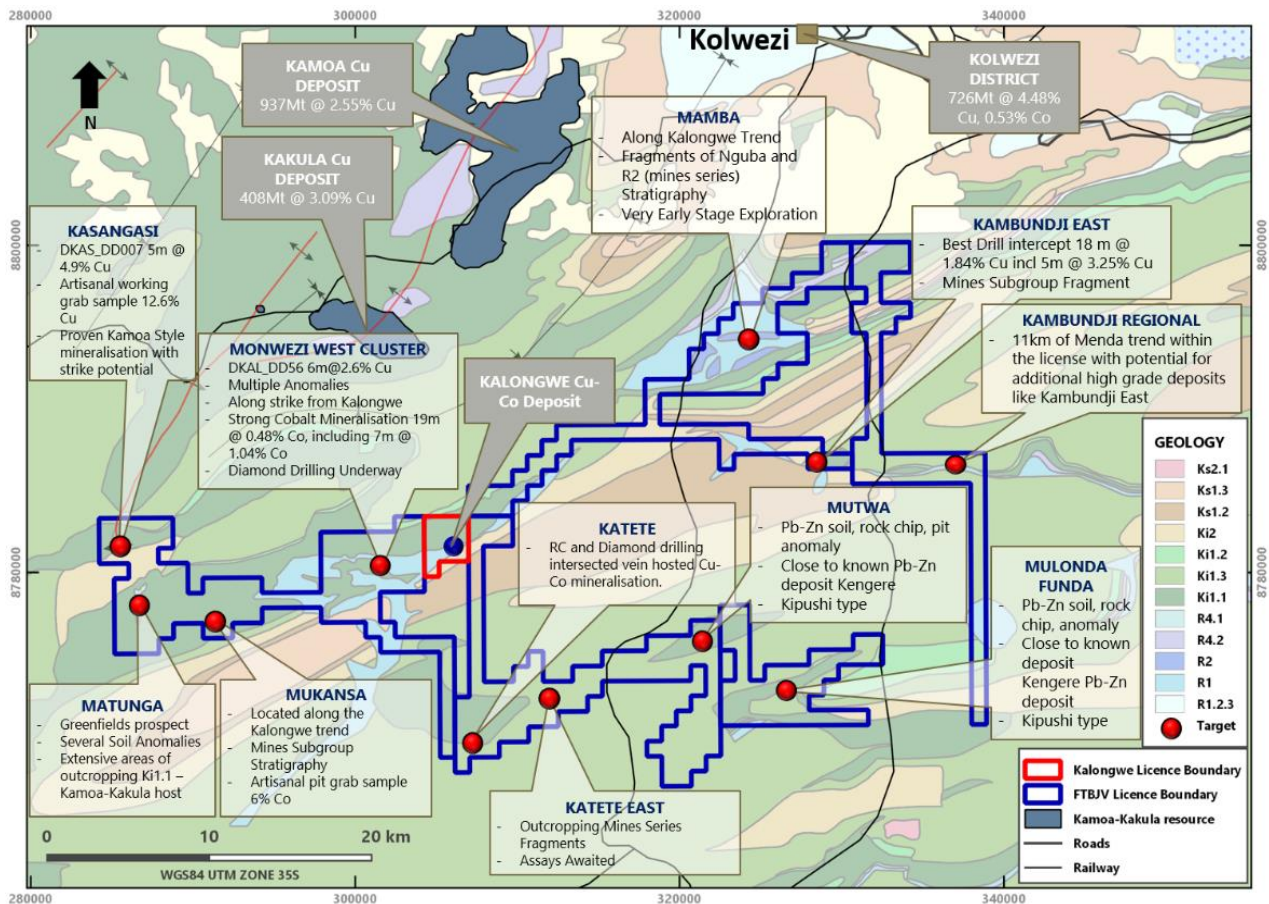 280000
300000
320000
340000
8800000
8780000
8800000
8780000
N
KAMOA Cu
DEPOSIT
937Mt @ 2.55% Cu
KAKULA Cu
DEPOSIT
408Mt @ 3.09% Cu
Kolwezi
KOLWEZI
DISTRICT
726Mt @ 4.48%
Cu, 0.53% Co
MAMBA
- Along Kalongwe Trend
- Fragments of Nguba and
R2 (mines series)
Stratigraphy
- Very Early Stage Exploration
KASANGASI
- DKAS_DD007 5m @
4.9% Cu
- Artisanal working
grab sample 12.6%
Cu
- Proven Kamoa Style
mineralisation with
strike potential
MONWEZI WEST CLUSTER
- DKAL_DD56 6m@2.6% Cu
- Multiple Anomalies
- Along strike from Kalongwe
- Strong Cobalt Mineralisation 19m
@ 0.48% Co, including 7m @
1.04% Co
- Diamond Drilling Underway
KALONGWE Cu-
Co Deposit
KAMBUNDJI EAST
- Best Drill intercept 18 m @
1.84% Cu incl 5m @ 3.25% Cu
- Mines Subgroup Fragment
KAMBUNDJI REGIONAL
- 11km of Menda trend within
the license with potential for
additional high grade deposits
like Kambundji East
KATETE
- RC and Diamond drilling
intersected vein hosted Cu-
Co mineralisation.
MUTWA
- Pb-Zn soil, rock chip, pit
anomaly
- Close to known Pb-Zn
deposit Kengere
- Kipushi type
MULONDA
FUNDA
- Pb-Zn soil, rock
chip, anomaly
- Close to known
deposit
Kengere Pb-Zn
deposit
- Kipushi type
MATUNGA
- Greenfields prospect
- Several Soil Anomalies
- Extensive areas of
outcropping Ki1.1 –
Kamoa-Kakula host
MUKANSA
- Located along the
Kalongwe trend
- Mines Subgroup
Stratigraphy
- Artisanal pit grab sample
6% Co
KATETE EAST
- Outcropping Mines Series
Fragments
- Assays Awaited
GEOLOGY
Ks2.1
Ks1.3
Ks1.2
Ki2
Ki1.2
Ki1.3
Ki1.1
R4.1
R4.2
R2
R1
R1.2.3
Target
Kalongwe Licence Boundary
FTBJV Licence Boundary
Kamoa-Kakula resource
Roads
Railway
0 10 20 km
WGS84 UTM ZONE 35S
280000
300000
320000
340000